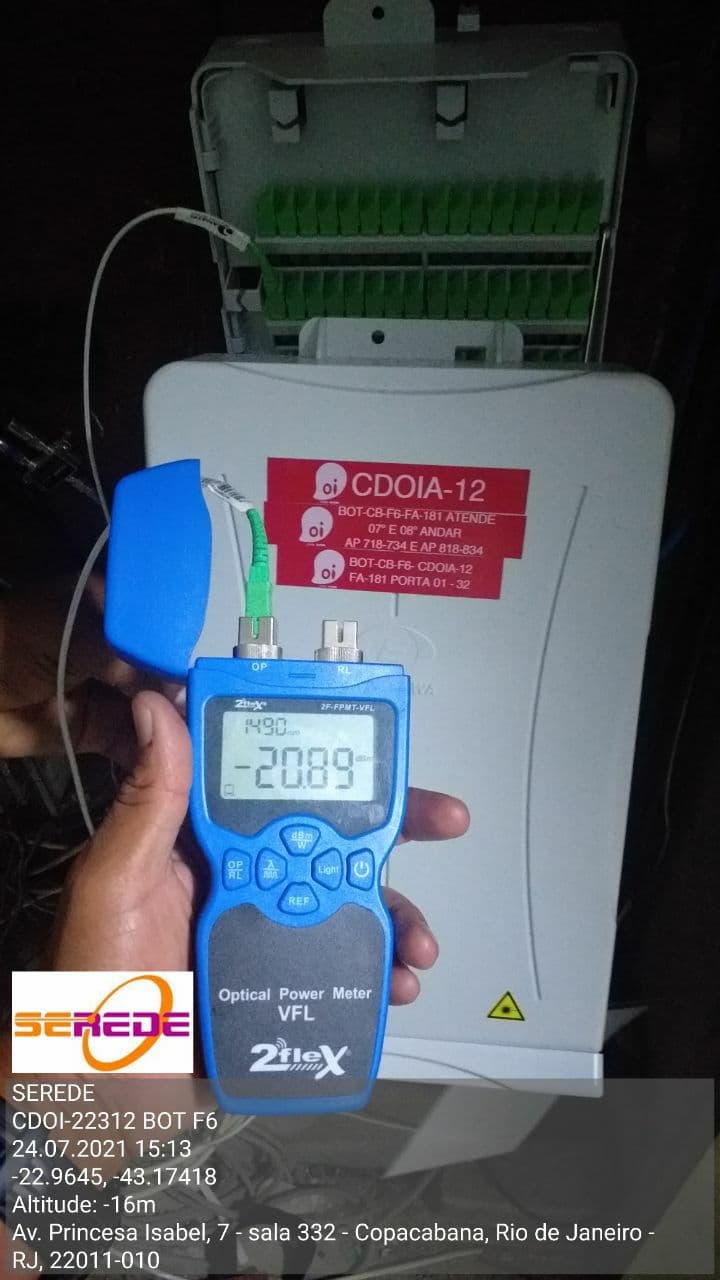 oi CDOIA-12
oi BOT-CB-F6-FA-181 ATENDE
07° E 08° ANDAR
AP 718-734 E AP 818-834
oi BOT-CB-F6- CDOIA-12
FA-181 PORTA 01 - 32
OP RL
2fleX 2F-FPMT-VFL
1490nm
-20.89 dBm
dBm
W
OP
RL
λ
Light
REF
Optical Power Meter
VFL
2fleX
SEREDE
SEREDE
CDOI-22312 BOT F6
24.07.2021 15:13
-22.9645, -43.17418
Altitude: -16m
Av. Princesa Isabel, 7 - sala 332 - Copacabana, Rio de Janeiro -
RJ, 22011-010